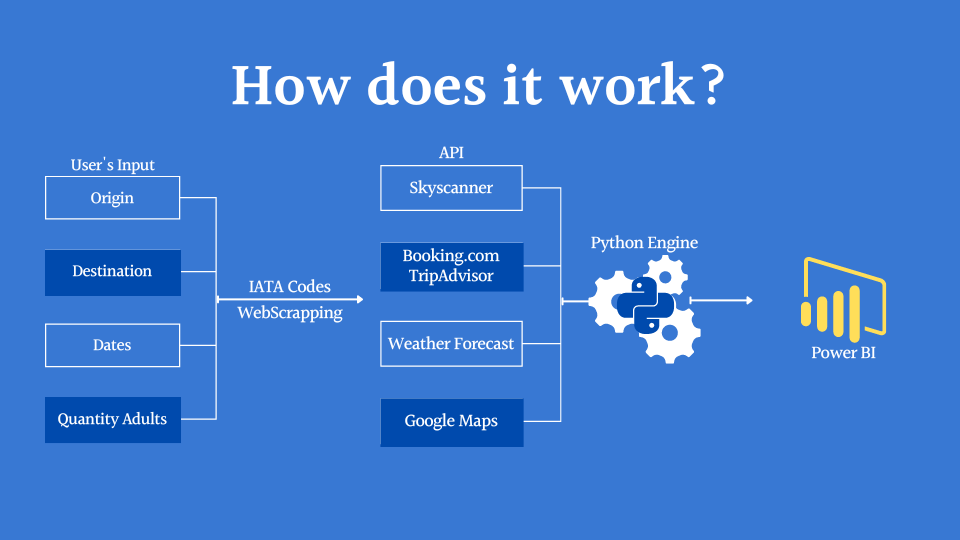 How does it work?
User's Input
Origin
Destination
Dates
Quantity Adults
IATA Codes
WebScrapping
API
Skyscanner
Booking.com
TripAdvisor
Weather Forecast
Google Maps
Python Engine
Power BI